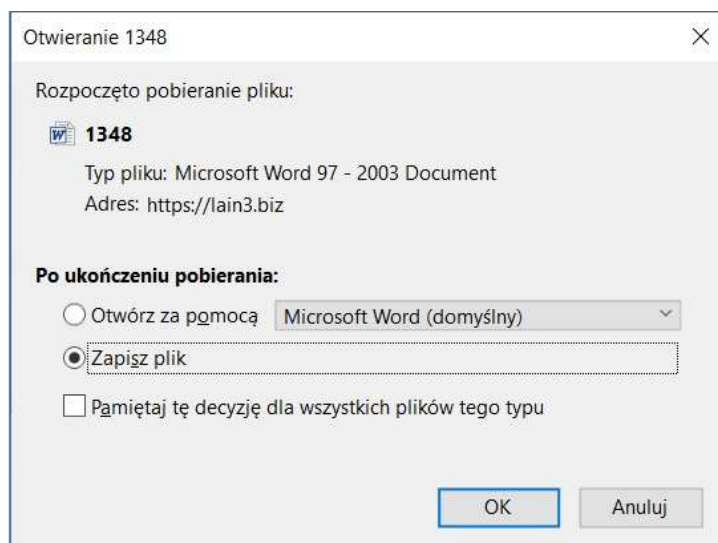 Otwieranie 1348
Rozpoczęto pobieranie pliku:
1348
Typ pliku: Microsoft Word 97 - 2003 Document
Adres: https://lain3.biz
Po ukończeniu pobierania:
Otwórz za pomocą Microsoft Word (domyślny)
Zapisz plik
Pamiętaj tę decyzję dla wszystkich plików tego typu
OK Anuluj